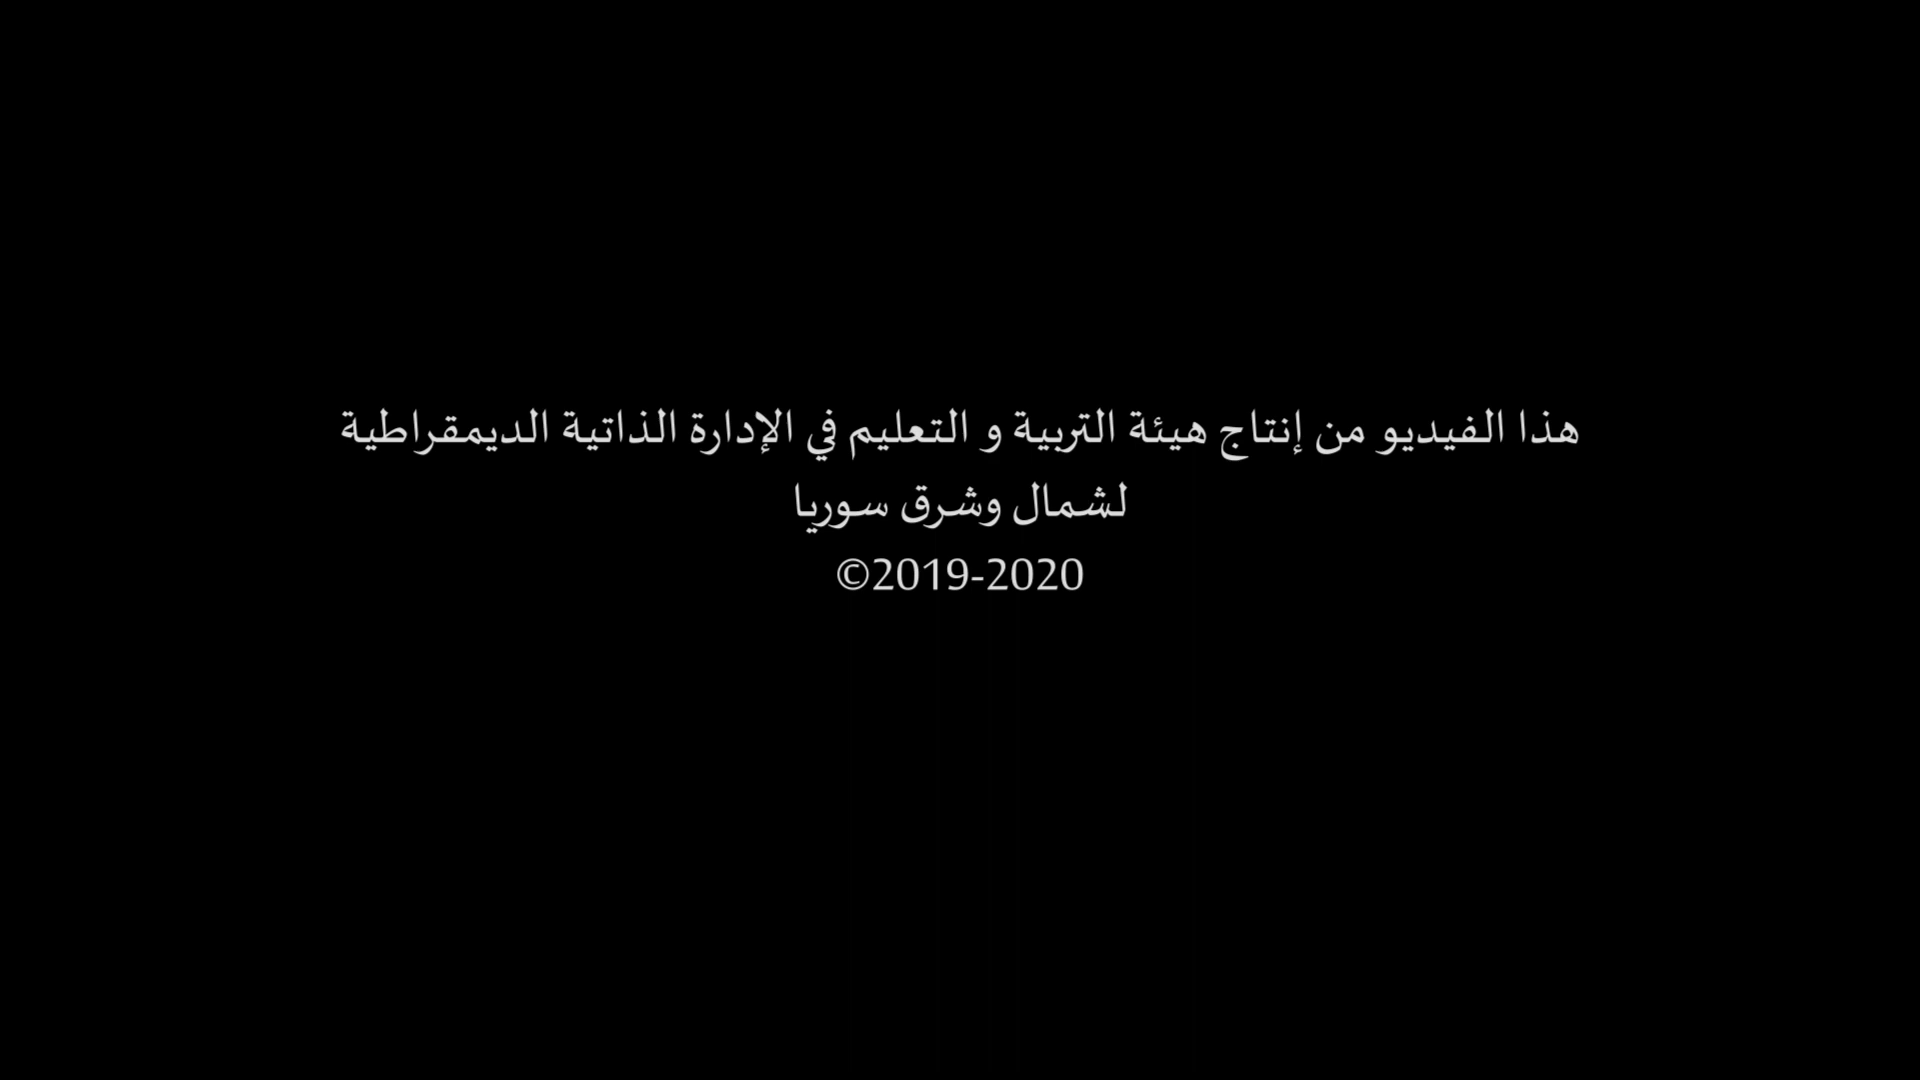 هذا الفيديو من إنتاج هيئة التربية و التعليم في الإدارة الذاتية الديمقراطية
لشمال وشرق سوريا
©2019-2020